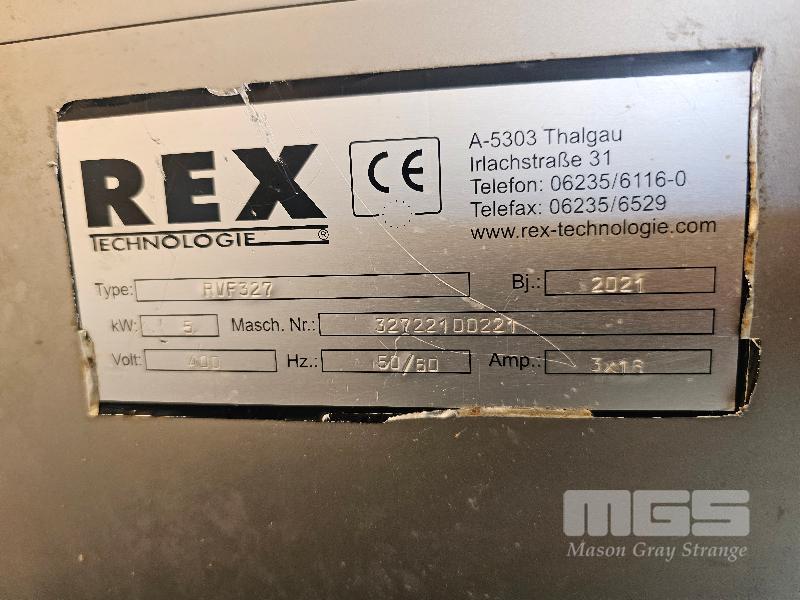 REX
TECHNOLOGIE ®
CE
A-5303 Thalgau
Irlachstraße 31
Telefon: 06235/6116-0
Telefax: 06235/6529
www.rex-technologie.com
Type: RVF327 Bj.: 2021
kW: 5 Masch. Nr.: 32722100221
Volt: 400 Hz.: 50/60 Amp.: 3x16
MGS
Mason Gray Strange